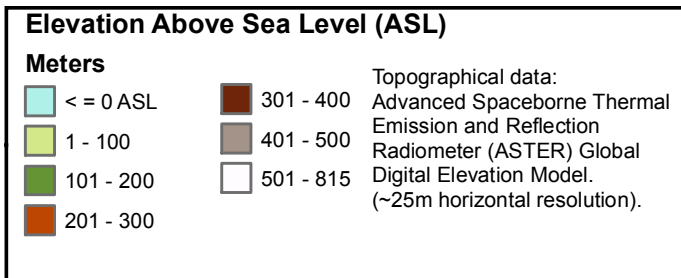 Elevation Above Sea Level (ASL)
Meters
< = 0 ASL
1 - 100
101 - 200
201 - 300
301 - 400
401 - 500
501 - 815
Topographical data:
Advanced Spaceborne Thermal
Emission and Reflection
Radiometer (ASTER) Global
Digital Elevation Model.
(~25m horizontal resolution).